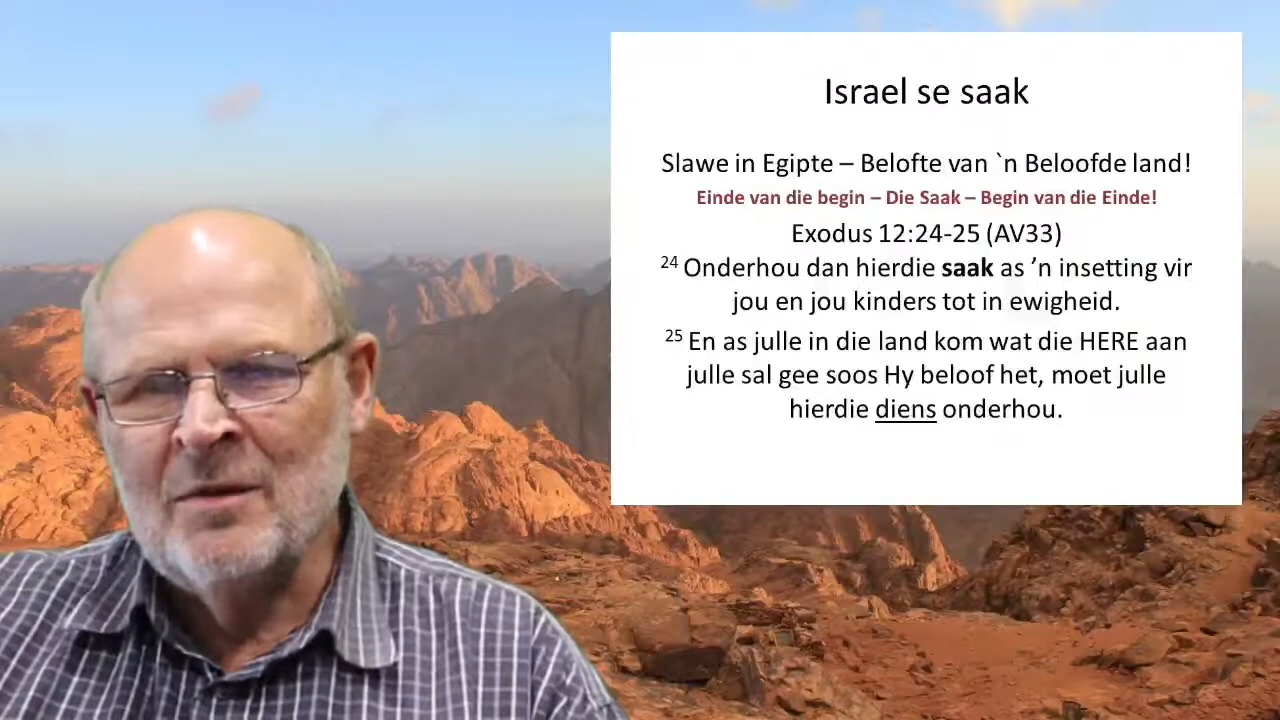 Israel se saak
Slawe in Egipte – Belofte van `n Beloofde land!
Einde van die begin – Die Saak – Begin van die Einde!
Exodus 12:24-25 (AV33)
24 Onderhou dan hierdie saak as ’n insetting vir
jou en jou kinders tot in ewigheid.
25 En as julle in die land kom wat die HERE aan
julle sal gee soos Hy beloof het, moet julle
hierdie diens onderhou.